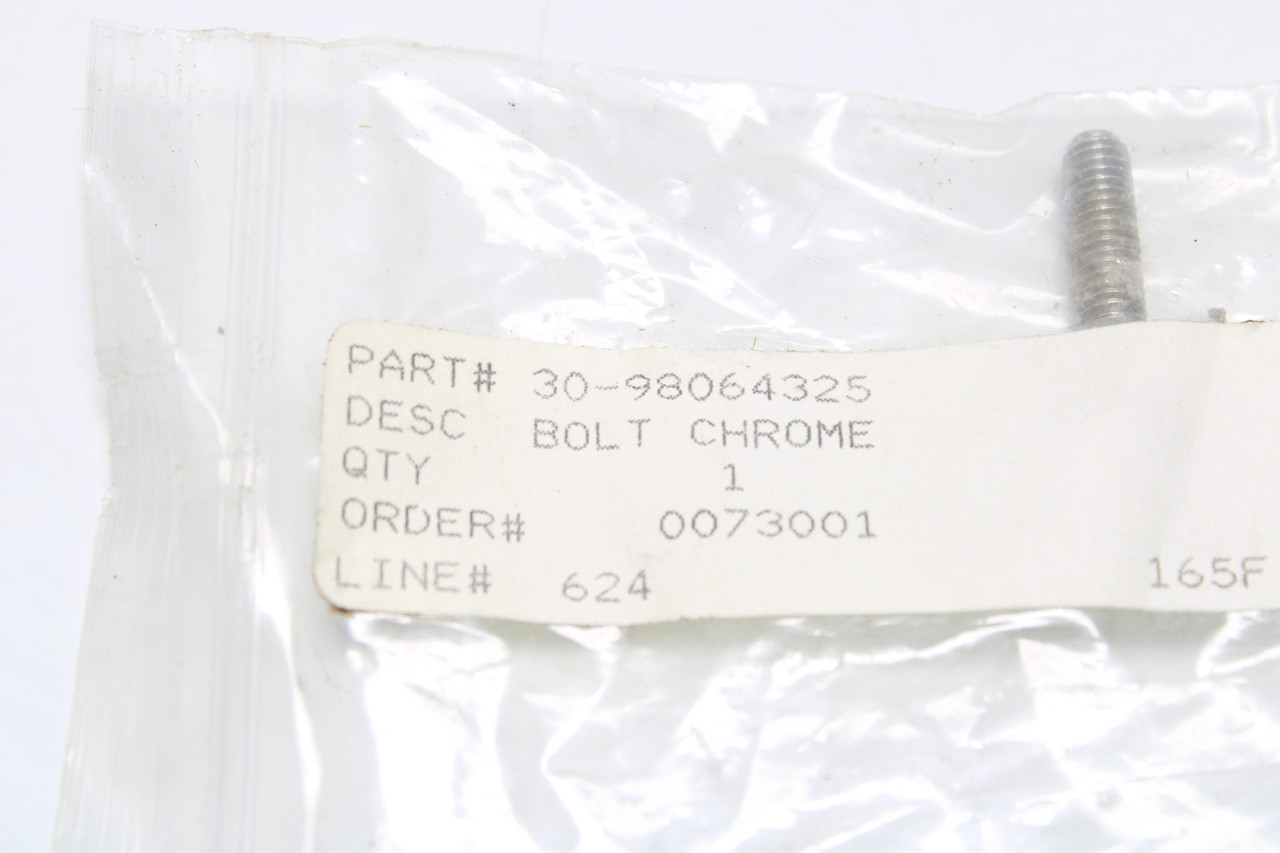 PART# 30-98064325
DESC BOLT CHROME
QTY 1
ORDER# 0073001
LINE# 624 165F